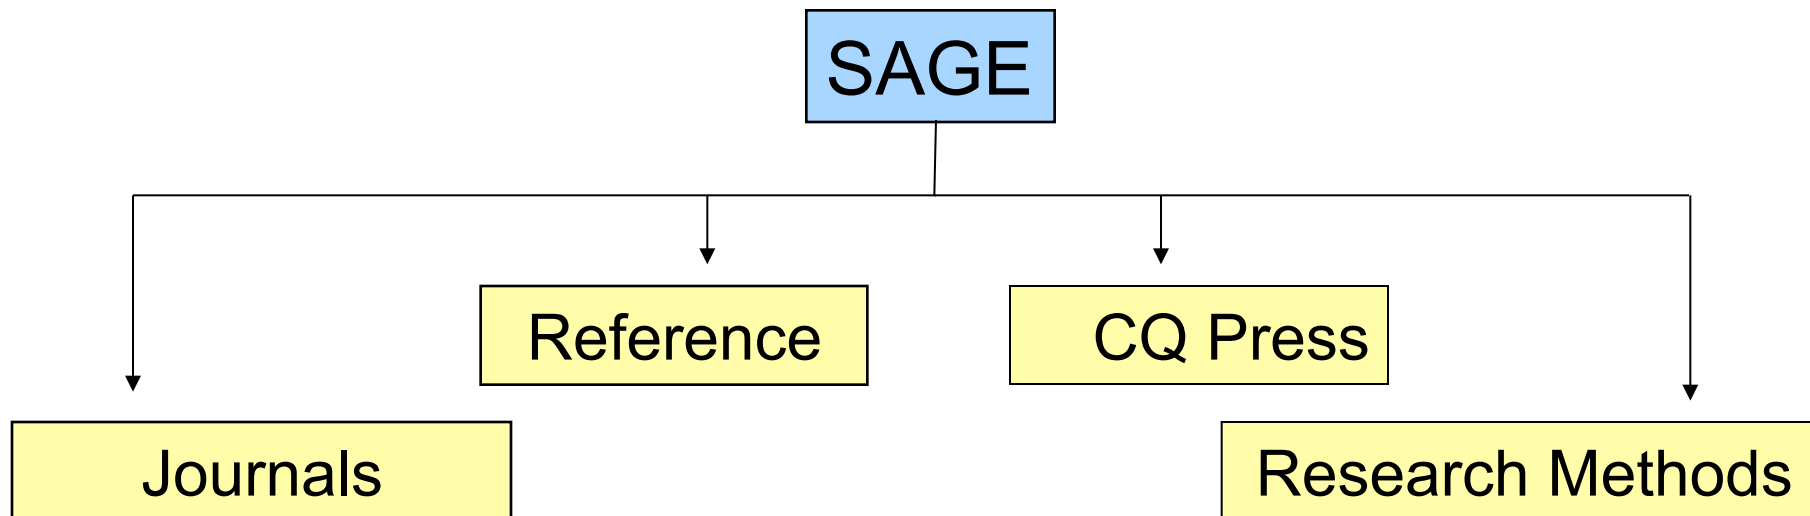 SAGE
Reference
CQ Press
Journals
Research Methods